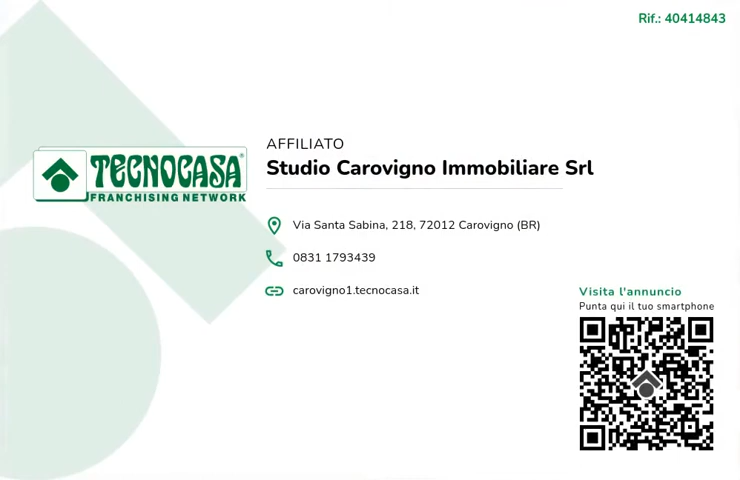 Rif.: 40414843
AFFILIATO
Studio Carovigno Immobiliare Srl
TECNOCASA®
FRANCHISING NETWORK
Via Santa Sabina, 218, 72012 Carovigno (BR)
0831 1793439
carovigno1.tecnocasa.it
Visita l'annuncio
Punta qui il tuo smartphone